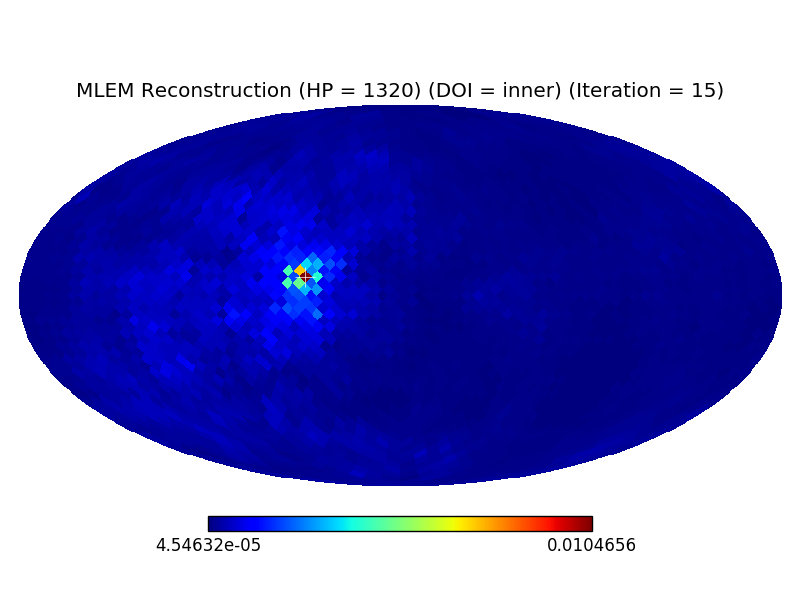 MLEM Reconstruction (HP = 1320) (DOI = inner) (Iteration = 15)
4.54632e-05
0.0104656